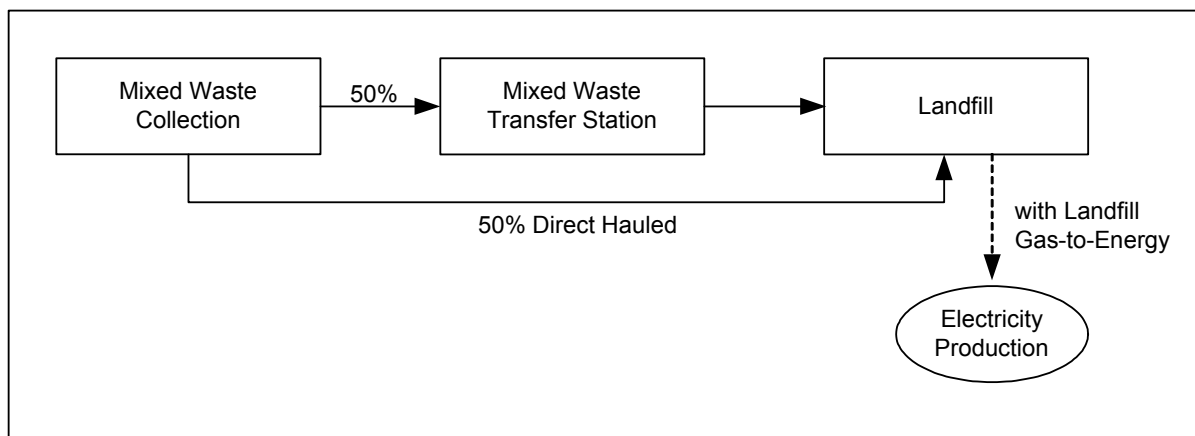 Mixed Waste
Collection
50%
Mixed Waste
Transfer Station
Landfill
50% Direct Hauled
with Landfill
Gas-to-Energy
Electricity
Production